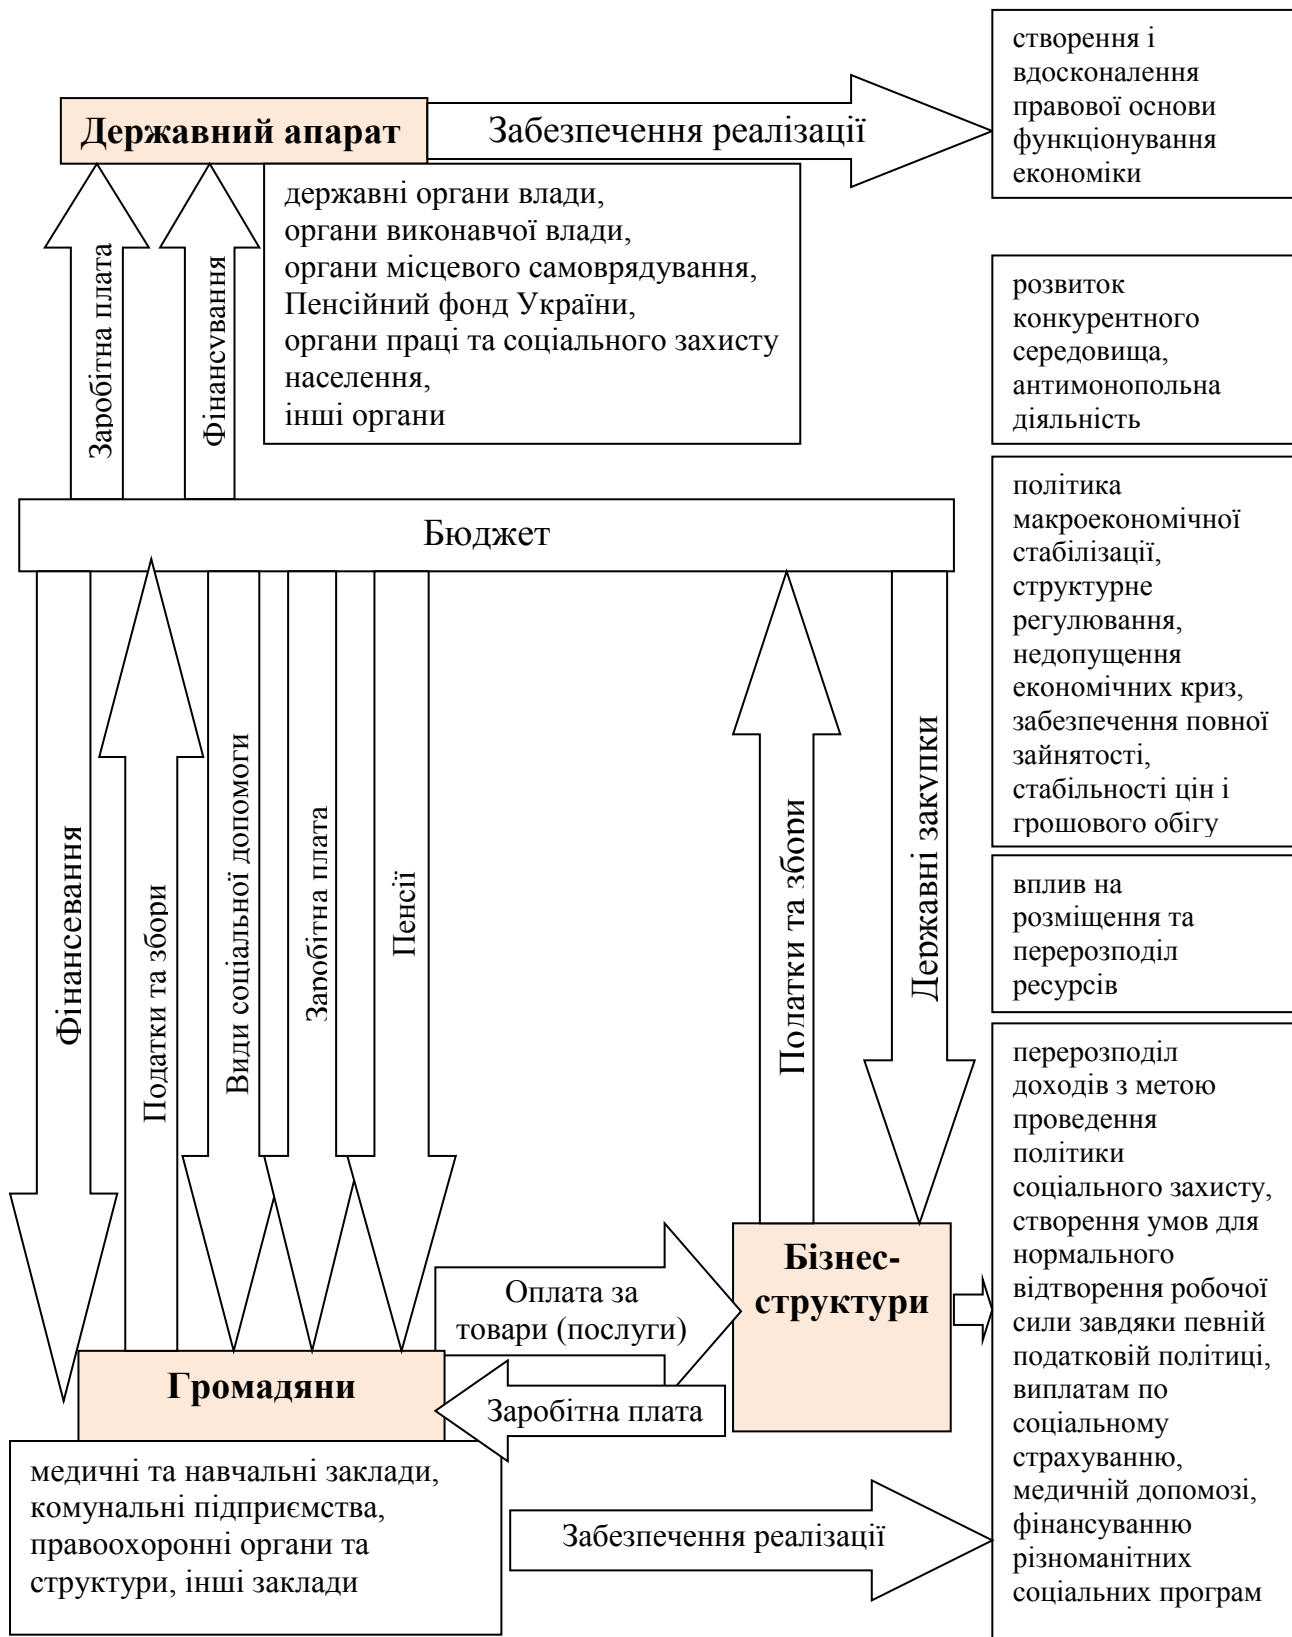 створення і
вдосконалення
правової основи
функціонування
економіки
Державний апарат
Забезпечення реалізації
державні органи влади,
органи виконавчої влади,
органи місцевого самоврядування,
Пенсійний фонд України,
органи праці та соціального захисту
населення,
інші органи
Заробітна плата
Фінансування
розвиток
конкурентного
середовища,
антимонопольна
діяльність
Бюджет
політика
макроекономічної
стабілізації,
структурне
регулювання,
недопущення
економічних криз,
забезпечення повної
зайнятості,
стабільності цін і
грошового обігу
Фінансевання
Податки та збори
Види соціальної допомоги
Заробітна плата
Пенсії
Податки та збори
Державні закупки
вплив на
розміщення та
перерозподіл
ресурсів
перерозподіл
доходів з метою
проведення
політики
соціального захисту,
створення умов для
нормального
відтворення робочої
сили завдяки певній
податковій політиці,
виплатам по
соціальному
страхуванню,
медичній допомозі,
фінансуванню
різноманітних
соціальних програм
Бізнес-
структури
Оплата за
товари (послуги)
Громадяни
Заробітна плата
медичні та навчальні заклади,
комунальні підприємства,
правоохоронні органи та
структури, інші заклади
Забезпечення реалізації